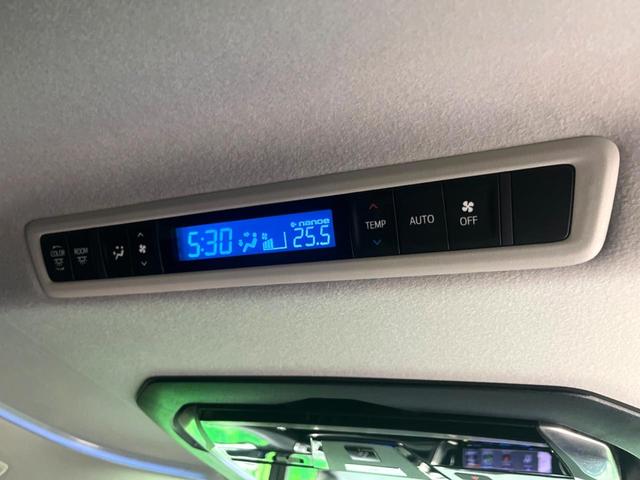 COLOR
ROOM
5:30
nanoe
25.5
TEMP
AUTO
OFF